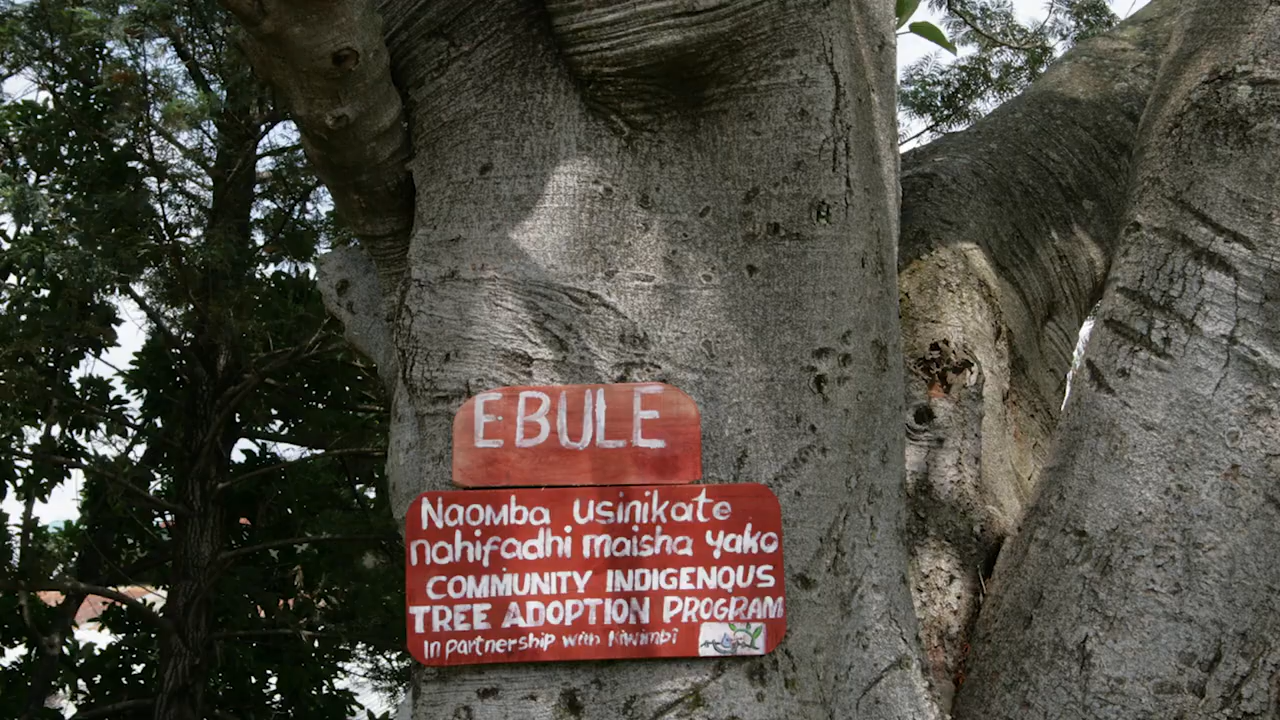 EBULE
Naomba usinikate
nahifadhi maisha yako
COMMUNITY INDIGENOUS
TREE ADOPTION PROGRAM
In partnership with Kiwimbi